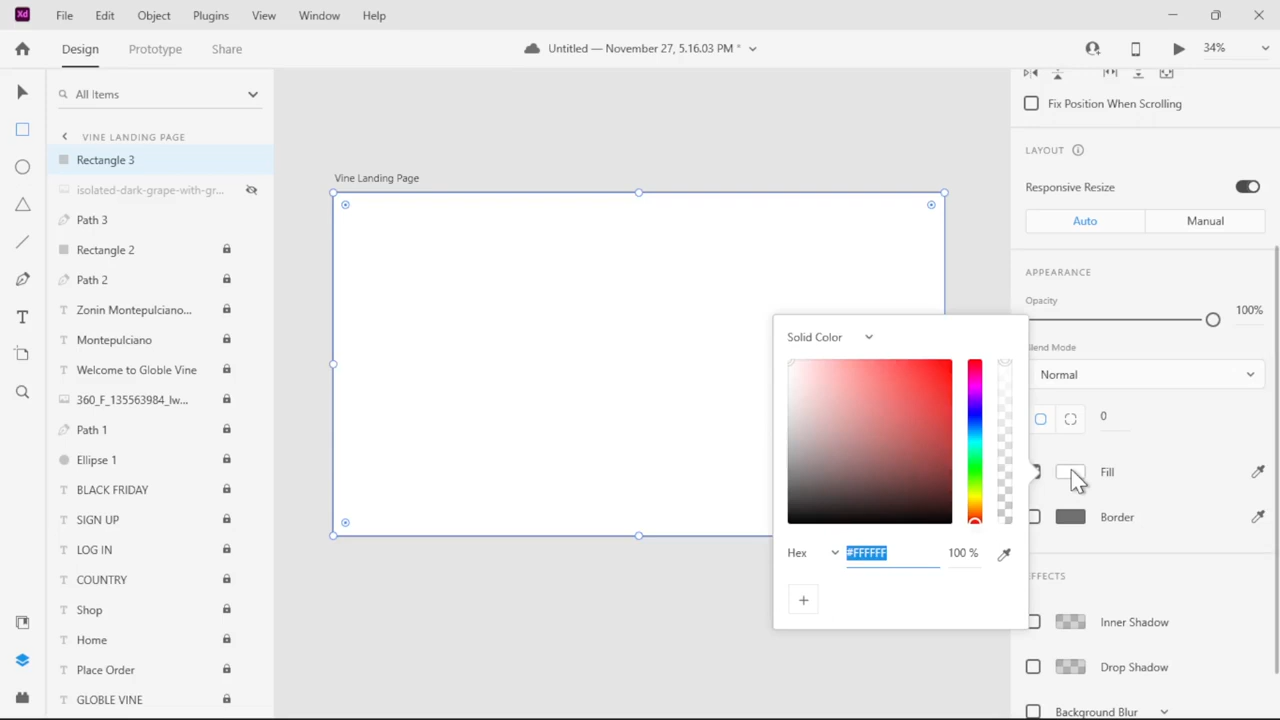 Xd File Edit Object Plugins View Window Help
Design Prototype Share Untitled — November 27, 5.16.03 PM * 34%
All Items
VINE LANDING PAGE
Rectangle 3
isolated-dark-grape-with-gr...
Path 3
Rectangle 2
Path 2
Zonin Montepulciano...
Montepulciano
Welcome to Globle Vine
360_F_135563984_lw...
Path 1
Ellipse 1
BLACK FRIDAY
SIGN UP
LOG IN
COUNTRY
Shop
Home
Place Order
GLOBLE VINE
Vine Landing Page
Solid Color
Hex #FFFFFF 100 %
Fix Position When Scrolling
LAYOUT
Responsive Resize
Auto Manual
APPEARANCE
Opacity
100%
Blend Mode
Normal
0
Fill
Border
EFFECTS
Inner Shadow
Drop Shadow
Background Blur